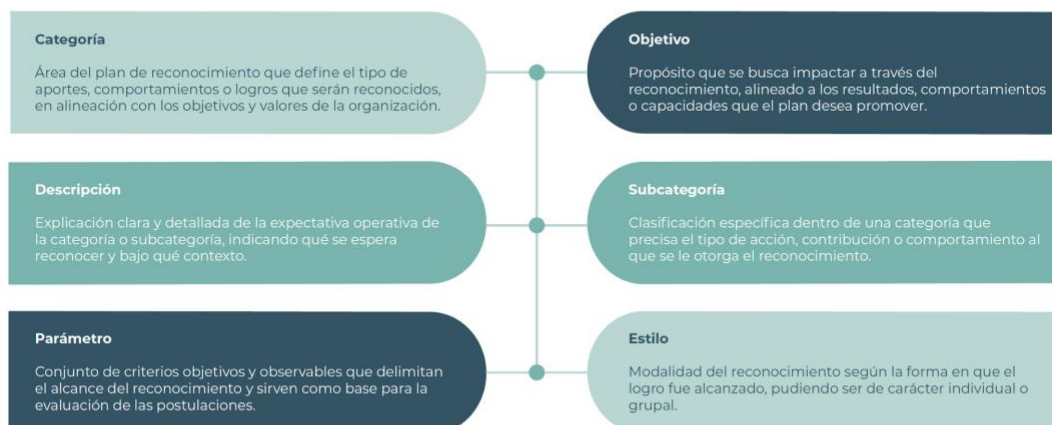 Categoría
Área del plan de reconocimiento que define el tipo de
aportes, comportamientos o logros que serán reconocidos,
en alineación con los objetivos y valores de la organización.
Objetivo
Propósito que se busca impactar a través del
reconocimiento, alineado a los resultados, comportamientos
o capacidades que el plan desea promover.
Descripción
Explicación clara y detallada de la expectativa operativa de
la categoría o subcategoría, indicando qué se espera
reconocer y bajo qué contexto.
Subcategoría
Clasificación específica dentro de una categoría que
precisa el tipo de acción, contribución o comportamiento al
que se le otorga el reconocimiento.
Parámetro
Conjunto de criterios objetivos y observables que delimitan
el alcance del reconocimiento y sirven como base para la
evaluación de las postulaciones.
Estilo
Modalidad del reconocimiento según la forma en que el
logro fue alcanzado, pudiendo ser de carácter individual o
grupal.